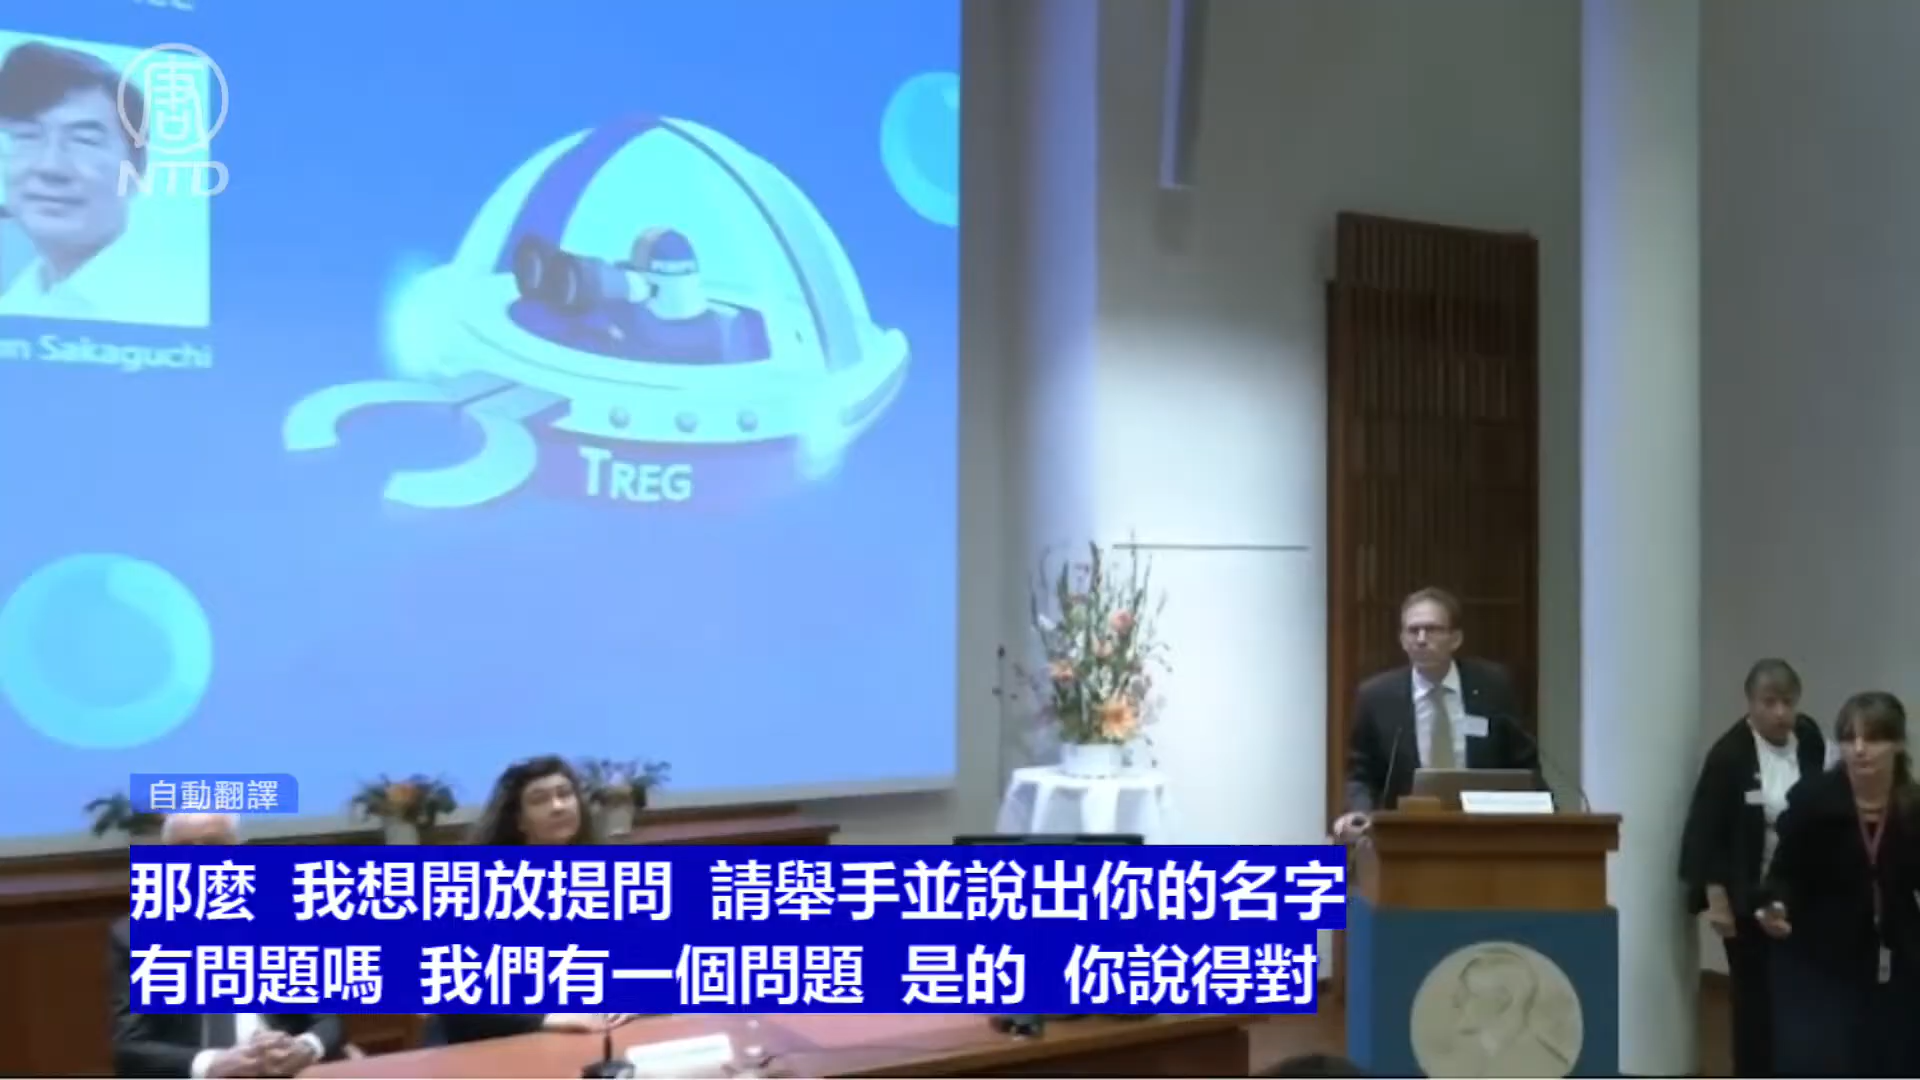 唐
NTD
Sakaguchi
TREG
自動翻譯
那麼 我想開放提問 請舉手並說出你的名字
有問題嗎 我們有一個問題 是的 你說得對